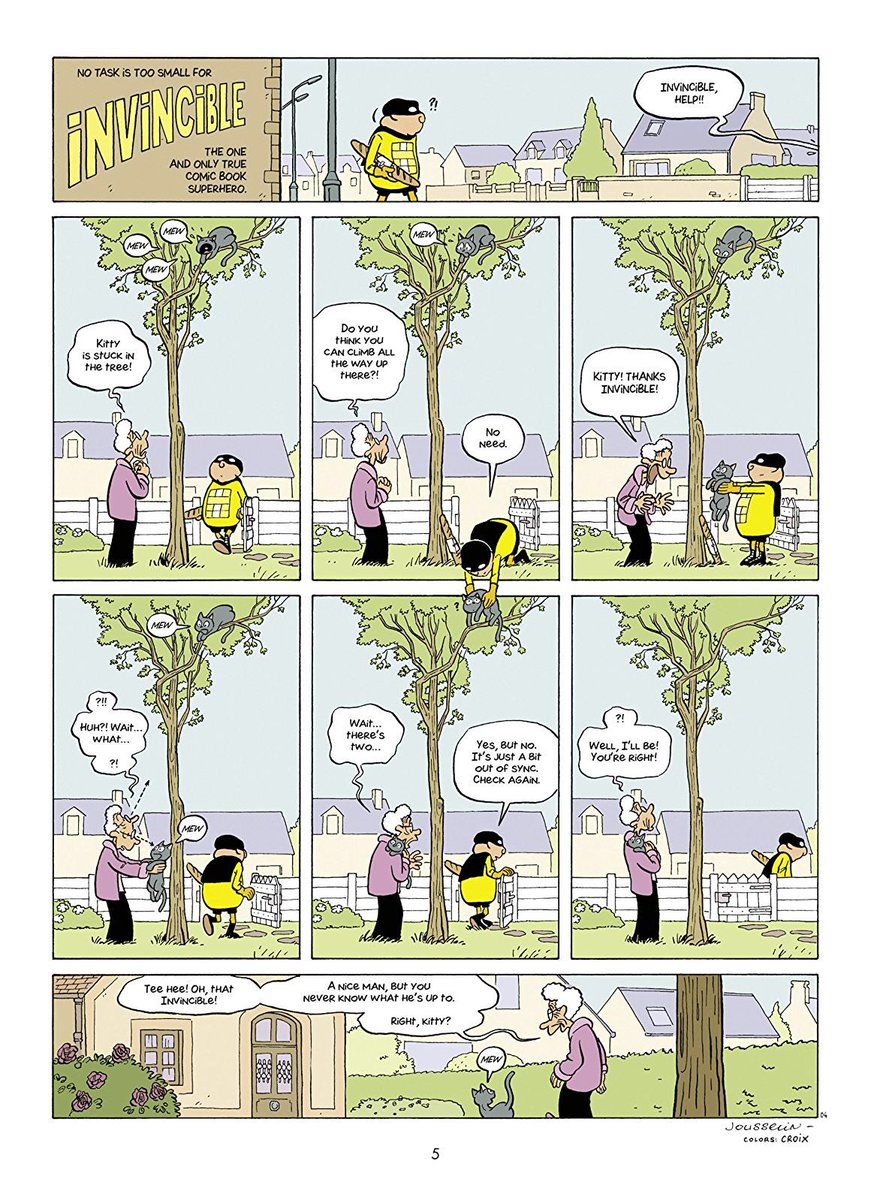 NO TASK IS TOO SMALL FOR
INVINCIBLE
THE ONE
AND ONLY TRUE
COMIC BOOK
SUPERHERO.
?!
INVINCIBLE,
HELP!!
MEW
MEW
MEW
KITTY
IS STUCK IN
THE TREE!
MEW
DO YOU
THINK YOU
CAN CLIMB ALL
THE WAY UP
THERE?!
NO
NEED.
?
KITTY! THANKS
INVINCIBLE!
MEW
?!!
HUH?! WAIT...
WHAT...
?!
MEW
WAIT...
THERE'S
TWO...
YES, BUT NO.
IT'S JUST A BIT
OUT OF SYNC.
CHECK AGAIN.
?!
WELL, I'LL BE!
YOU'RE RIGHT!
TEE HEE! OH, THAT
INVINCIBLE!
A NICE MAN, BUT YOU
NEVER KNOW WHAT HE'S UP TO.
RIGHT, KITTY?
MEW
04
JOUSSELIN -
COLORS: CROIX
5